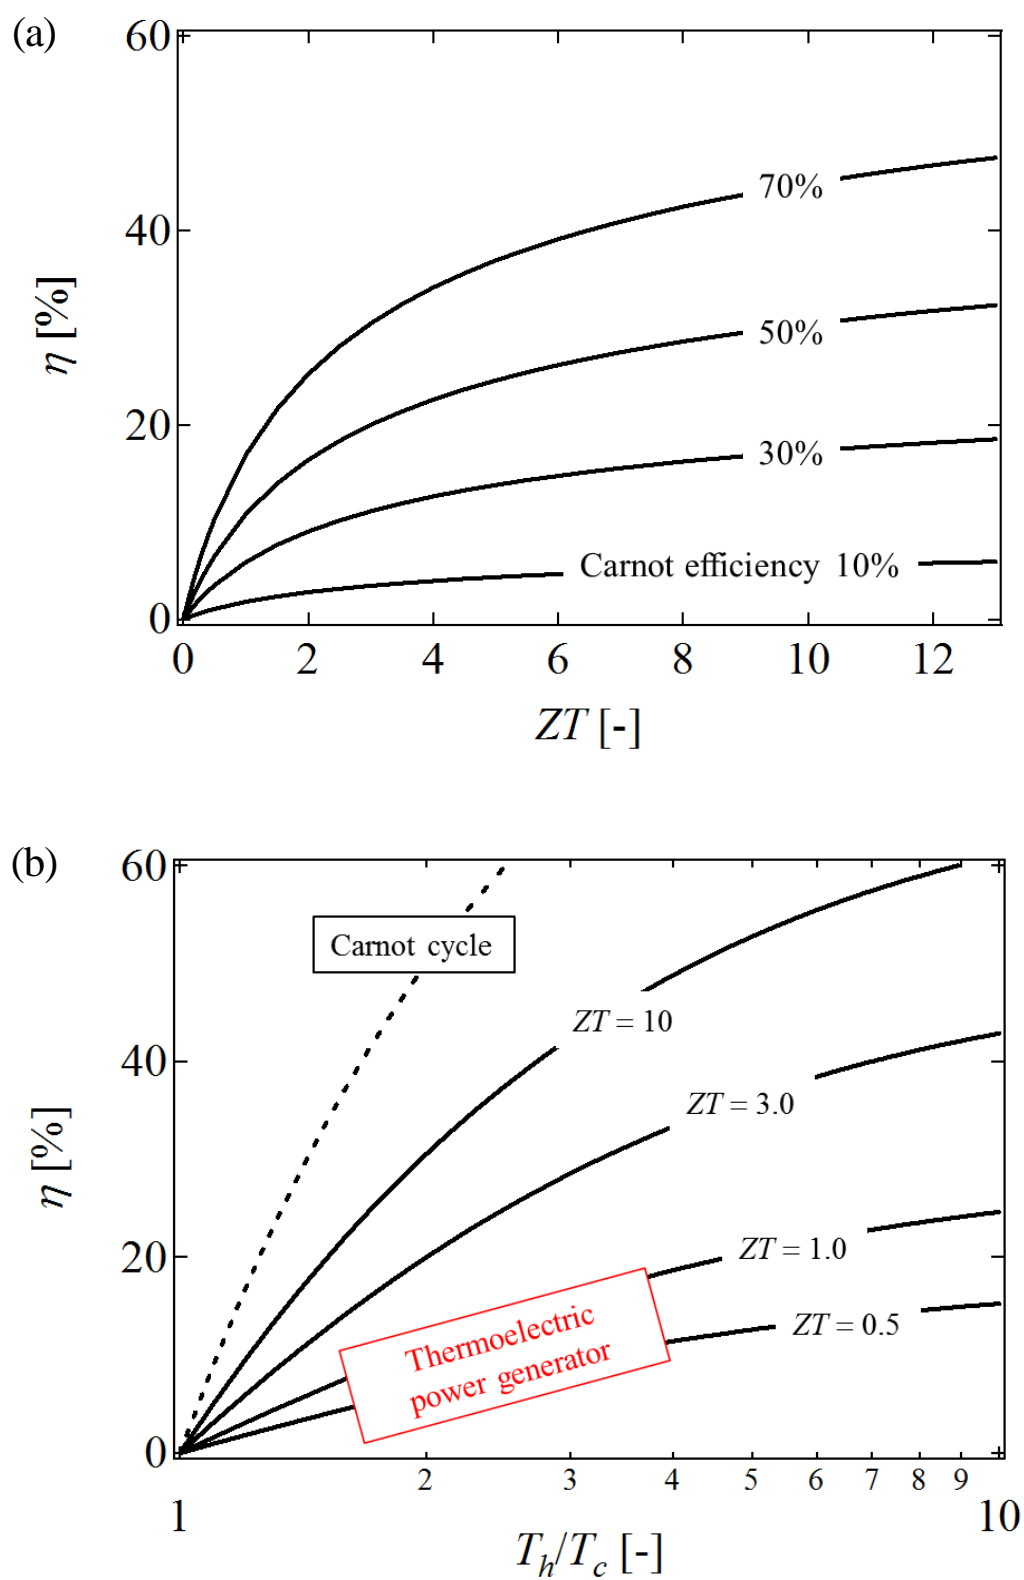 (a)
60
40
20
0
η [%]
70%
50%
30%
Carnot efficiency 10%
0 2 4 6 8 10 12
ZT [-]
(b)
60
40
20
0
η [%]
Carnot cycle
ZT = 10
ZT = 3.0
ZT = 1.0
ZT = 0.5
Thermoelectric
power generator
2 3 4 5 6 7 8 9
1 10
T_h/T_c [-]